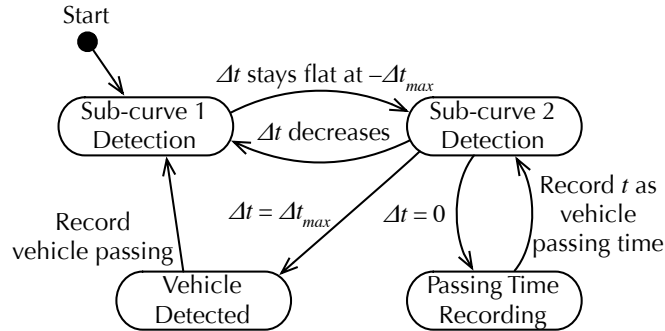 Start
Δt stays flat at –Δt_max
Sub-curve 1
Detection
Sub-curve 2
Detection
Δt decreases
Record
vehicle passing
Δt = Δt_max
Δt = 0
Record t as
vehicle
passing time
Vehicle
Detected
Passing Time
Recording